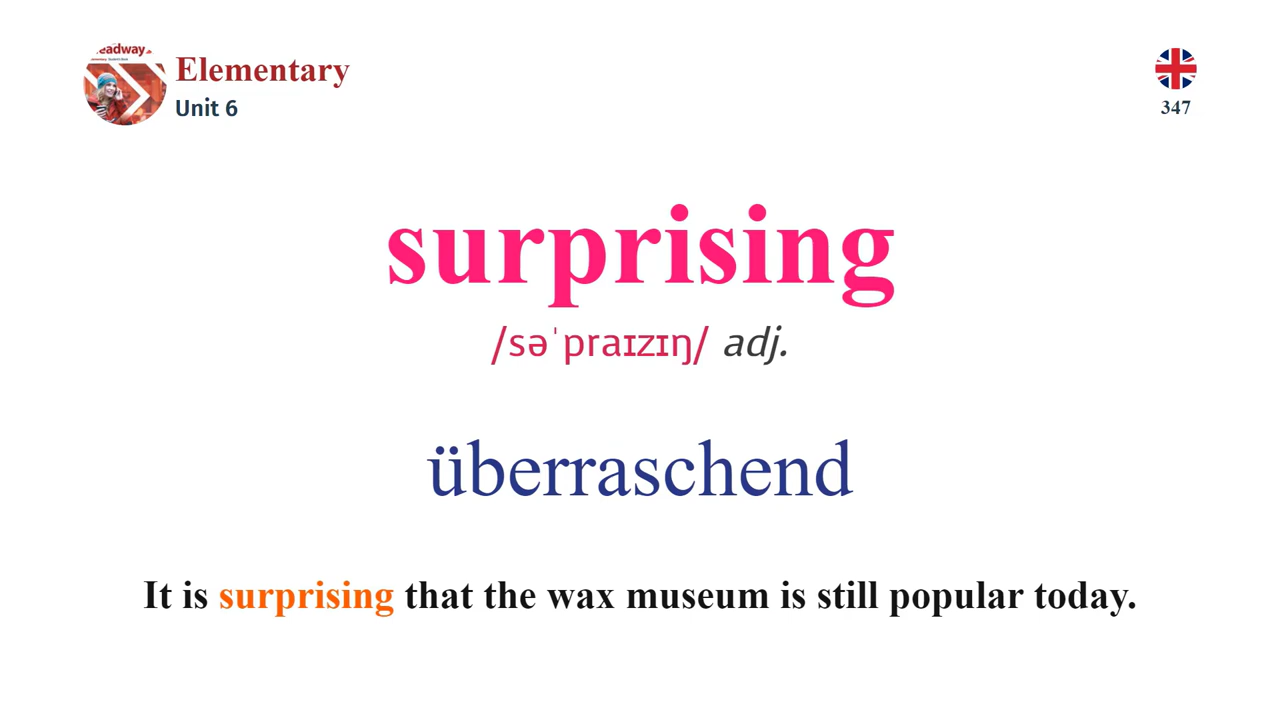 eadway
Elementary
Unit 6
347
surprising
/səˈpraɪzɪŋ/ adj.
überraschend
It is surprising that the wax museum is still popular today.